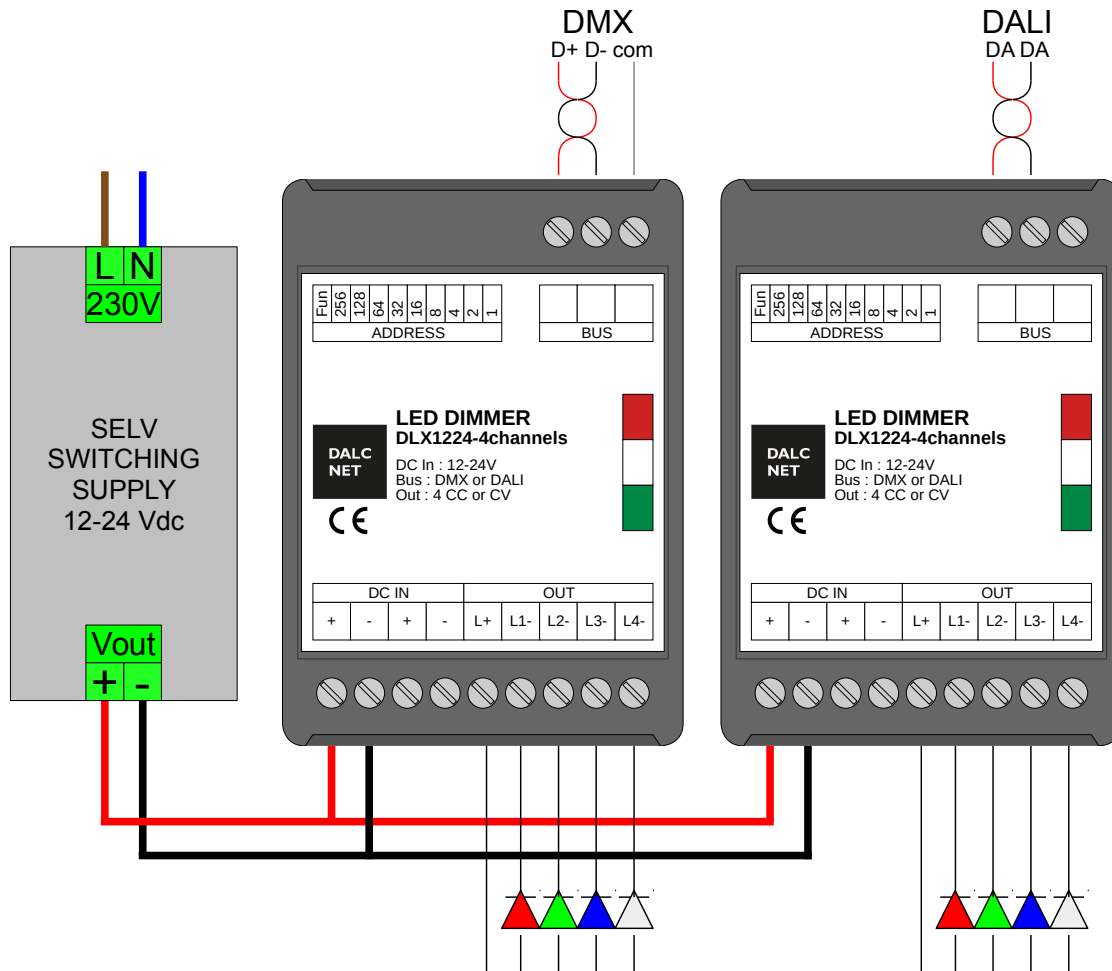 DMX
D+ D- com
DALI
DA DA
L N
230V
SELV
SWITCHING
SUPPLY
12-24 Vdc
Vout
+ -
Fun 256 128 64 32 16 8 4 2 1
ADDRESS
BUS
LED DIMMER
DLX1224-4channels
DALC
NET
DC In : 12-24V
Bus : DMX or DALI
Out : 4 CC or CV
CE
DC IN OUT
+ - + - L+ L1- L2- L3- L4-
Fun 256 128 64 32 16 8 4 2 1
ADDRESS
BUS
LED DIMMER
DLX1224-4channels
DALC
NET
DC In : 12-24V
Bus : DMX or DALI
Out : 4 CC or CV
CE
DC IN OUT
+ - + - L+ L1- L2- L3- L4-